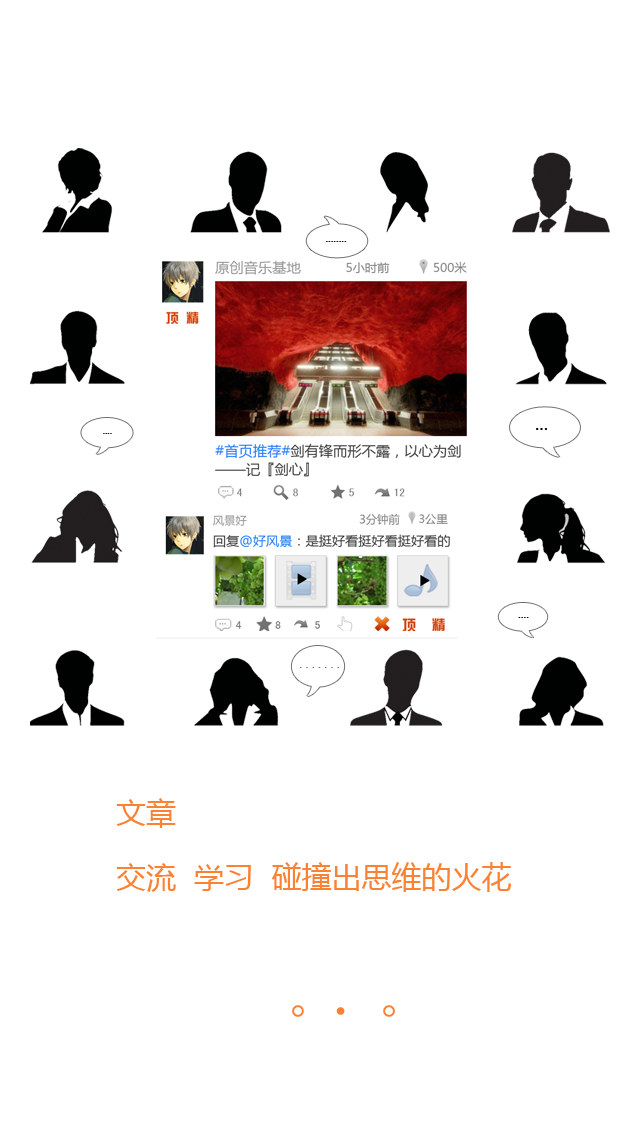 ........
原创音乐基地 5小时前 500米
顶 精
#首页推荐#剑有锋而形不露，以心为剑
——记『剑心』
4 8 5 12
....
...
风景好 3分钟前 3公里
回复@好风景：是挺好看挺好看挺好看的
4 8 5 顶 精
....
.......
文章
交流 学习 碰撞出思维的火花